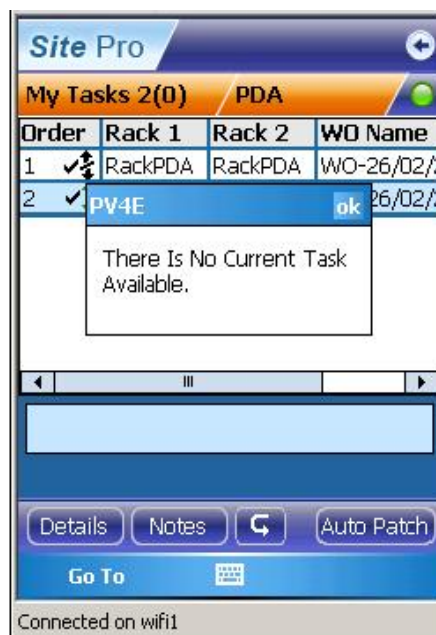 Site Pro
My Tasks 2(0) PDA
Order Rack 1 Rack 2 WO Name
1 RackPDA RackPDA WO-26/02/
2 26/02/
PV4E ok
There Is No Current Task
Available.
Details Notes Auto Patch
Go To
Connected on wifi1